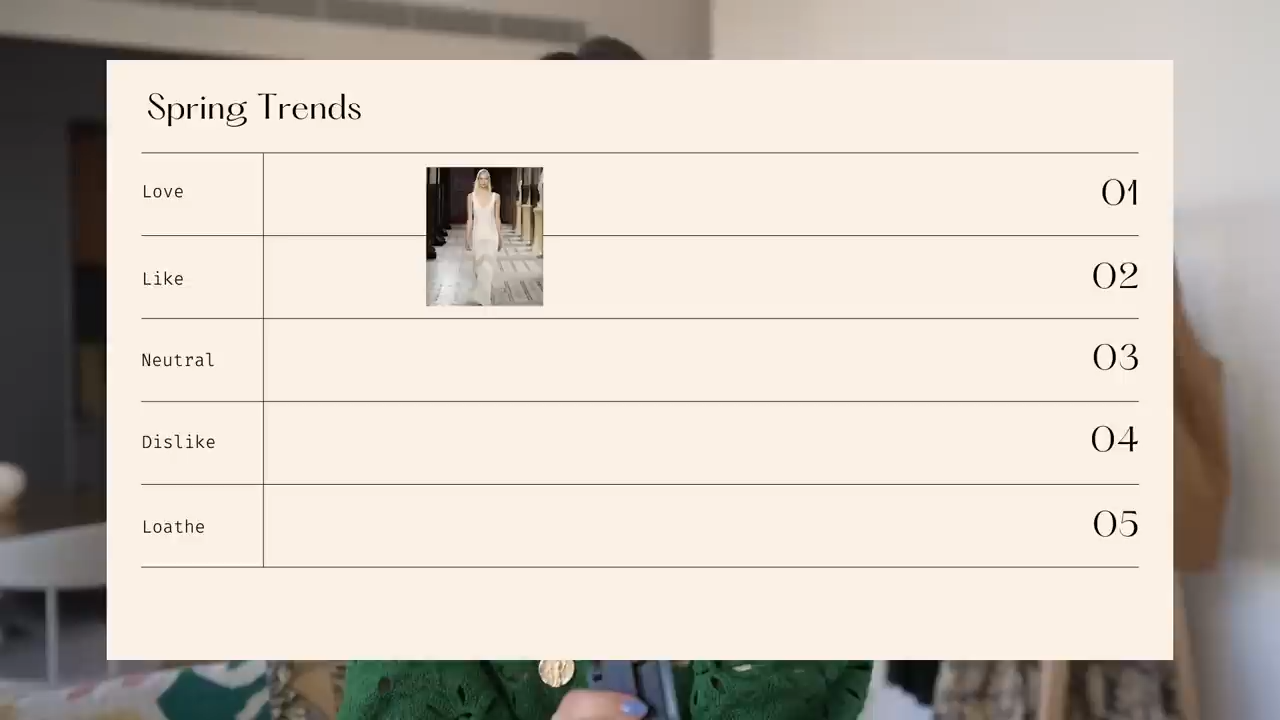 Spring Trends
Love 01
Like 02
Neutral 03
Dislike 04
Loathe 05